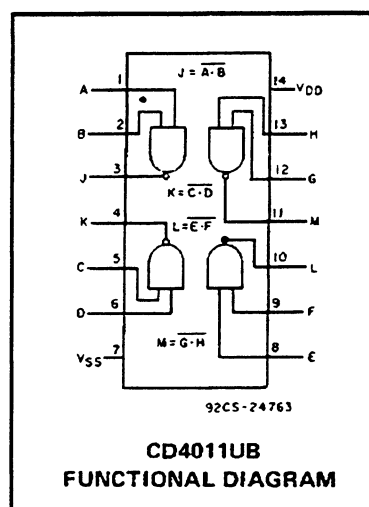 J = A·B
A 1
14 VDD
B 2
13 H
J 3
12 G
K = C·D
11 M
K 4
L = E·F
10 L
C 5
9 F
D 6
8 E
M = G·H
VSS 7
92CS-24763
CD4011UB
FUNCTIONAL DIAGRAM